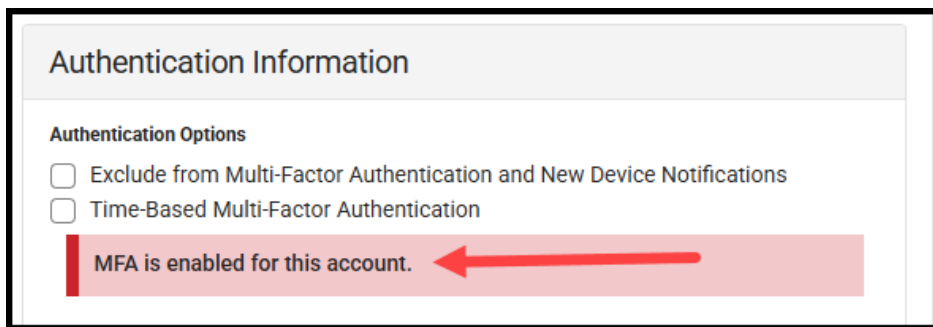 Authentication Information
Authentication Options
Exclude from Multi-Factor Authentication and New Device Notifications
Time-Based Multi-Factor Authentication
MFA is enabled for this account.